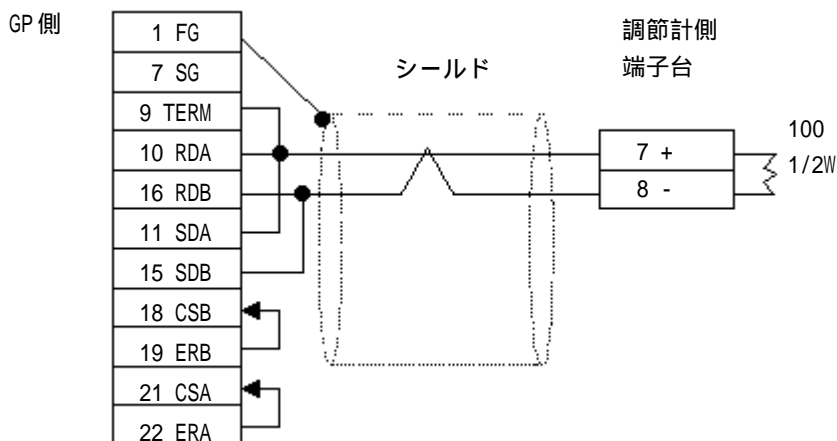 GP側
1 FG
7 SG
9 TERM
10 RDA
16 RDB
11 SDA
15 SDB
18 CSB
19 ERB
21 CSA
22 ERA
シールド
調節計側
端子台
7 +
8 -
100
1/2W